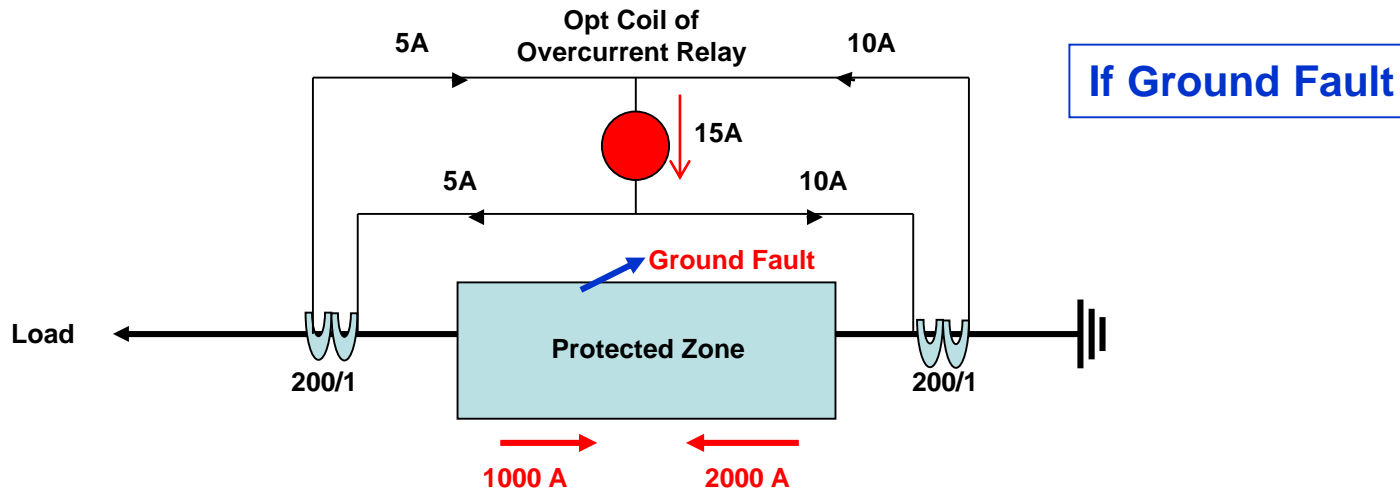 Opt Coil of
Overcurrent Relay
5A
10A
If Ground Fault
15A
5A
10A
Ground Fault
Load
Protected Zone
200/1
200/1
1000 A
2000 A